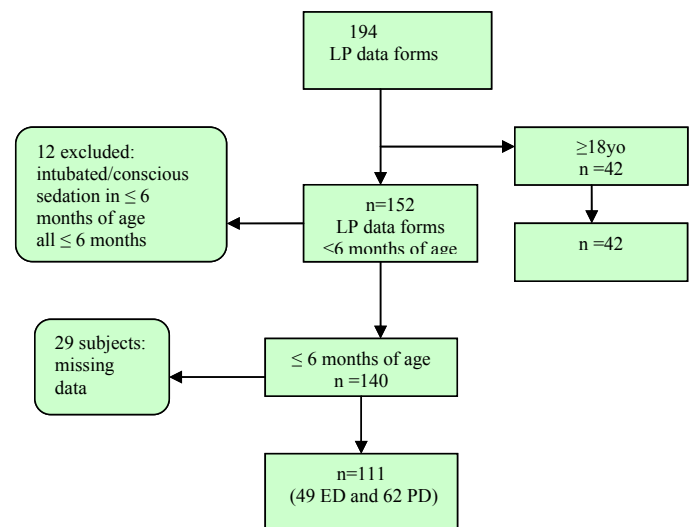 194
LP data forms
12 excluded:
intubated/conscious
sedation in ≤ 6
months of age
all ≤ 6 months
≥18yo
n =42
n=152
LP data forms
<6 months of age
n =42
29 subjects:
missing
data
≤ 6 months of age
n =140
n=111
(49 ED and 62 PD)